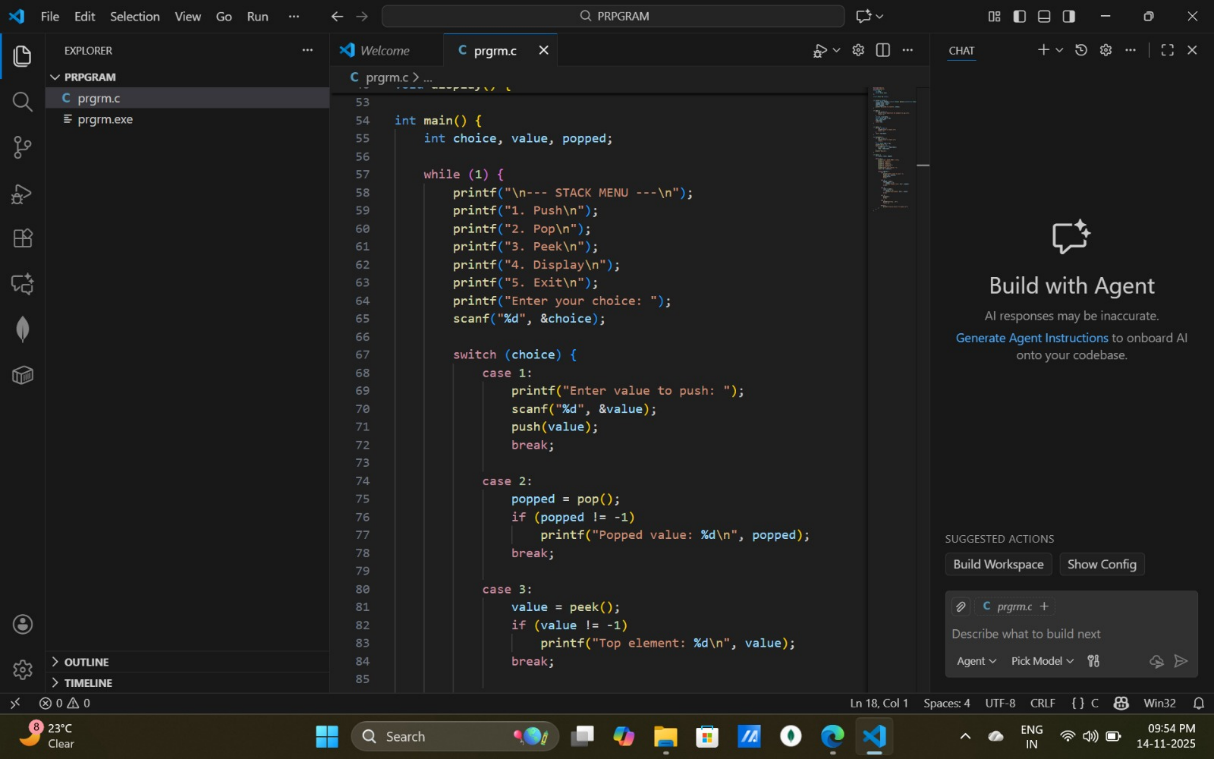 File Edit Selection View Go Run ··· PRPGRAM
EXPLORER ···
PRPGRAM
C prgrm.c
prgrm.exe
OUTLINE
TIMELINE
Welcome C prgrm.c
C prgrm.c > ...
void display() {
53
54 int main() {
55     int choice, value, popped;
56
57     while (1) {
58         printf("\n--- STACK MENU ---\n");
59         printf("1. Push\n");
60         printf("2. Pop\n");
61         printf("3. Peek\n");
62         printf("4. Display\n");
63         printf("5. Exit\n");
64         printf("Enter your choice: ");
65         scanf("%d", &choice);
66
67         switch (choice) {
68             case 1:
69                 printf("Enter value to push: ");
70                 scanf("%d", &value);
71                 push(value);
72                 break;
73
74             case 2:
75                 popped = pop();
76                 if (popped != -1)
77                     printf("Popped value: %d\n", popped);
78                 break;
79
80             case 3:
81                 value = peek();
82                 if (value != -1)
83                     printf("Top element: %d\n", value);
84                 break;
85
CHAT
Build with Agent
AI responses may be inaccurate.
Generate Agent Instructions to onboard AI
onto your codebase.
SUGGESTED ACTIONS
Build Workspace Show Config
C prgrm.c +
Describe what to build next
Agent Pick Model
0 0 Ln 18, Col 1 Spaces: 4 UTF-8 CRLF {} C Win32
8 23°C
Clear
Search
ENG
IN
09:54 PM
14-11-2025